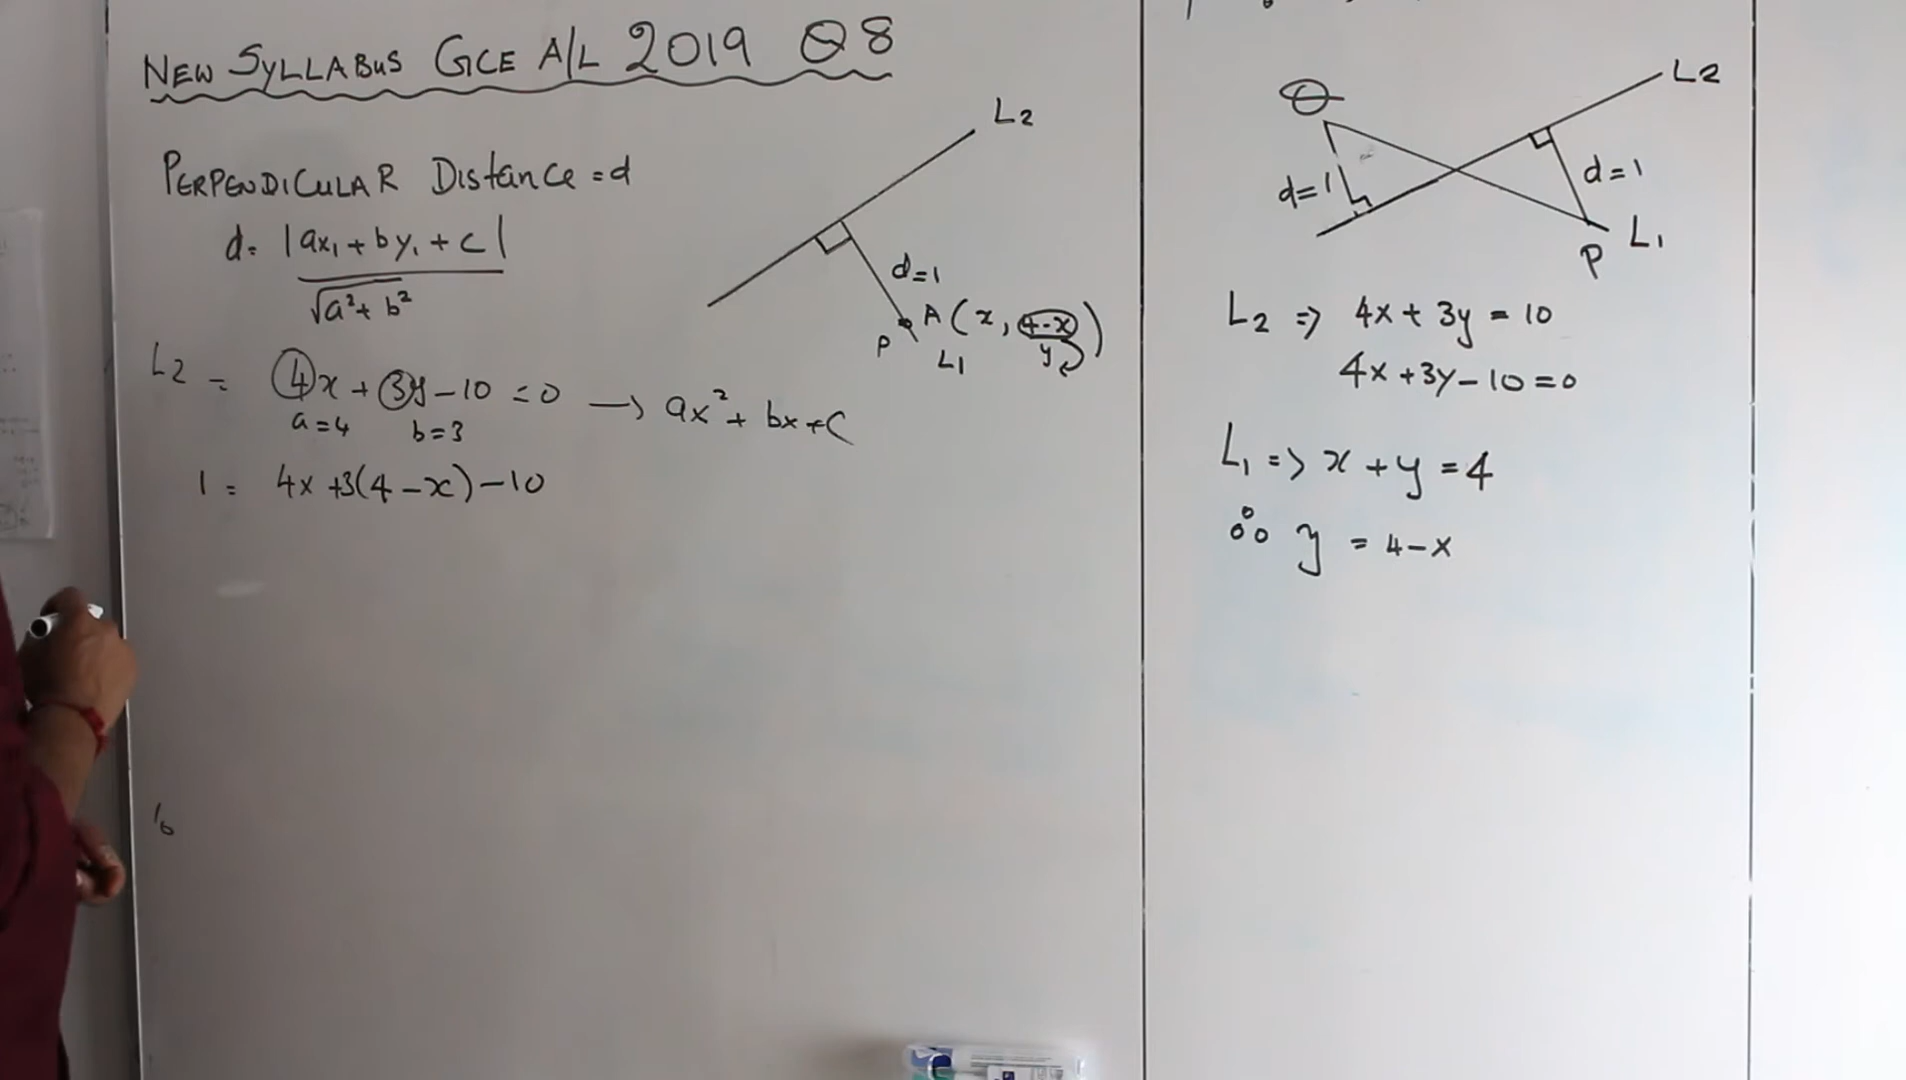 NEW SYLLABUS GCE A/L 2019 Q8
PERPENDICULAR Distance = d
d = |ax₁ + by₁ + c|
√a² + b²
L2
d=1
A (x, 4-x)
y
P
L1
L2 = 4x + 3y - 10 = 0 → ax² + bx + C
a=4 b=3
1 = 4x +3(4-x) -10
L2
Q
d=1
d=1
L1
P
L2 => 4x + 3y = 10
4x + 3y - 10 = 0
L1 => x + y = 4
∴ y = 4-x